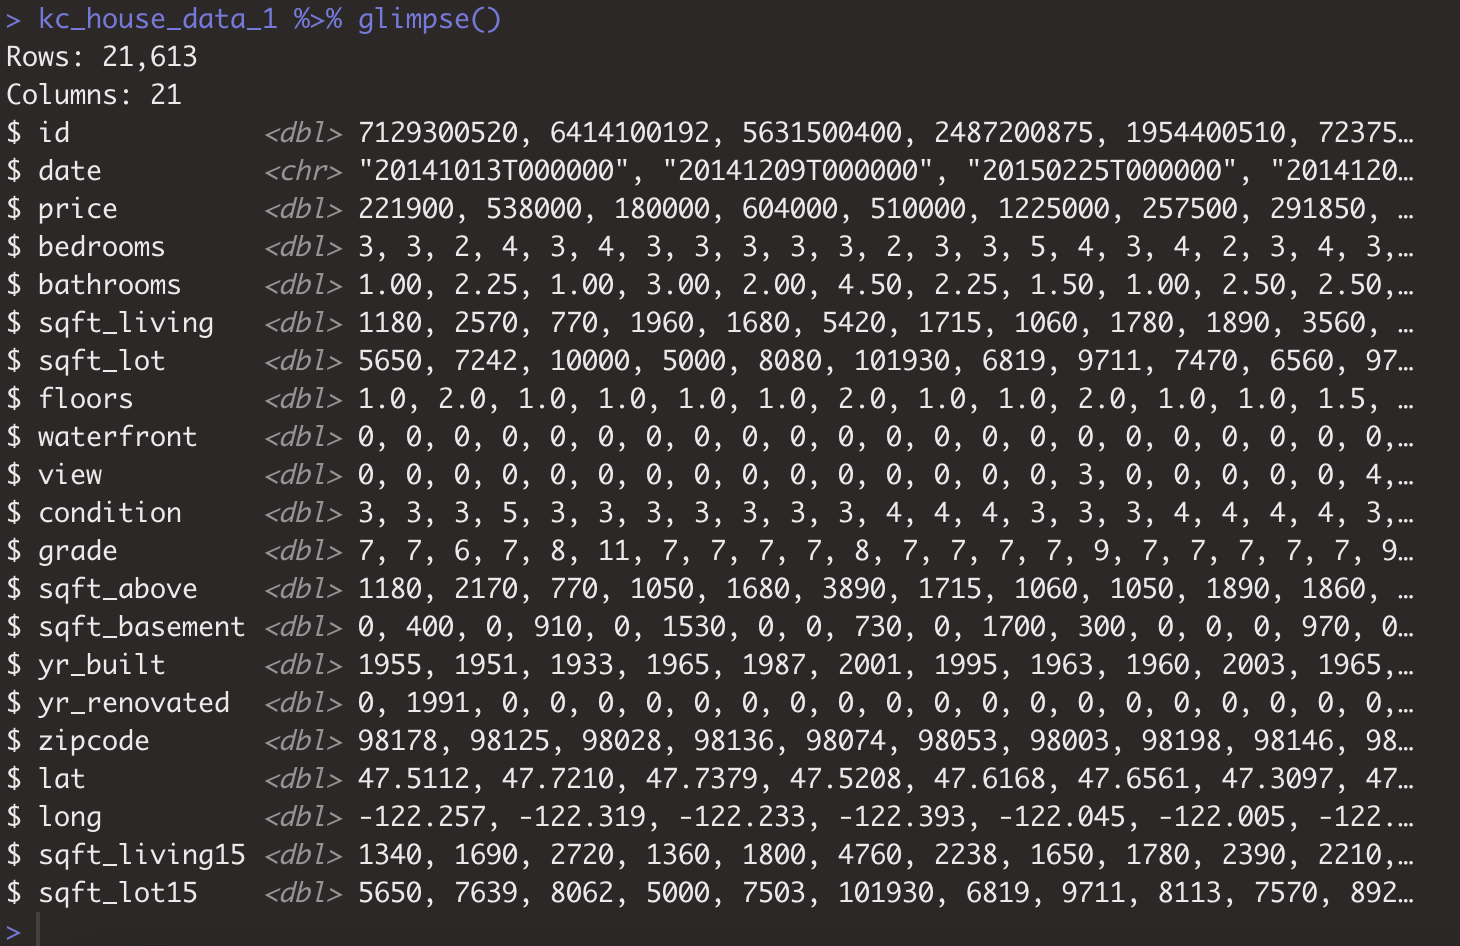 > kc_house_data_1 %>% glimpse()
Rows: 21,613
Columns: 21
$ id            <dbl> 7129300520, 6414100192, 5631500400, 2487200875, 1954400510, 72375…
$ date          <chr> "20141013T000000", "20141209T000000", "20150225T000000", "2014120…
$ price         <dbl> 221900, 538000, 180000, 604000, 510000, 1225000, 257500, 291850, …
$ bedrooms      <dbl> 3, 3, 2, 4, 3, 4, 3, 3, 3, 3, 3, 2, 3, 3, 5, 4, 3, 4, 2, 3, 4, 3,…
$ bathrooms     <dbl> 1.00, 2.25, 1.00, 3.00, 2.00, 4.50, 2.25, 1.50, 1.00, 2.50, 2.50,…
$ sqft_living   <dbl> 1180, 2570, 770, 1960, 1680, 5420, 1715, 1060, 1780, 1890, 3560, …
$ sqft_lot      <dbl> 5650, 7242, 10000, 5000, 8080, 101930, 6819, 9711, 7470, 6560, 97…
$ floors        <dbl> 1.0, 2.0, 1.0, 1.0, 1.0, 1.0, 2.0, 1.0, 1.0, 2.0, 1.0, 1.0, 1.5, …
$ waterfront    <dbl> 0, 0, 0, 0, 0, 0, 0, 0, 0, 0, 0, 0, 0, 0, 0, 0, 0, 0, 0, 0, 0, 0,…
$ view          <dbl> 0, 0, 0, 0, 0, 0, 0, 0, 0, 0, 0, 0, 0, 0, 0, 3, 0, 0, 0, 0, 0, 4,…
$ condition     <dbl> 3, 3, 3, 5, 3, 3, 3, 3, 3, 3, 3, 4, 4, 4, 3, 3, 3, 4, 4, 4, 4, 3,…
$ grade         <dbl> 7, 7, 6, 7, 8, 11, 7, 7, 7, 7, 8, 7, 7, 7, 7, 9, 7, 7, 7, 7, 7, 9…
$ sqft_above    <dbl> 1180, 2170, 770, 1050, 1680, 3890, 1715, 1060, 1050, 1890, 1860, …
$ sqft_basement <dbl> 0, 400, 0, 910, 0, 1530, 0, 0, 730, 0, 1700, 300, 0, 0, 0, 970, 0…
$ yr_built      <dbl> 1955, 1951, 1933, 1965, 1987, 2001, 1995, 1963, 1960, 2003, 1965,…
$ yr_renovated  <dbl> 0, 1991, 0, 0, 0, 0, 0, 0, 0, 0, 0, 0, 0, 0, 0, 0, 0, 0, 0, 0, 0,…
$ zipcode       <dbl> 98178, 98125, 98028, 98136, 98074, 98053, 98003, 98198, 98146, 98…
$ lat           <dbl> 47.5112, 47.7210, 47.7379, 47.5208, 47.6168, 47.6561, 47.3097, 47…
$ long          <dbl> -122.257, -122.319, -122.233, -122.393, -122.045, -122.005, -122.…
$ sqft_living15 <dbl> 1340, 1690, 2720, 1360, 1800, 4760, 2238, 1650, 1780, 2390, 2210,…
$ sqft_lot15    <dbl> 5650, 7639, 8062, 5000, 7503, 101930, 6819, 9711, 8113, 7570, 892…
>